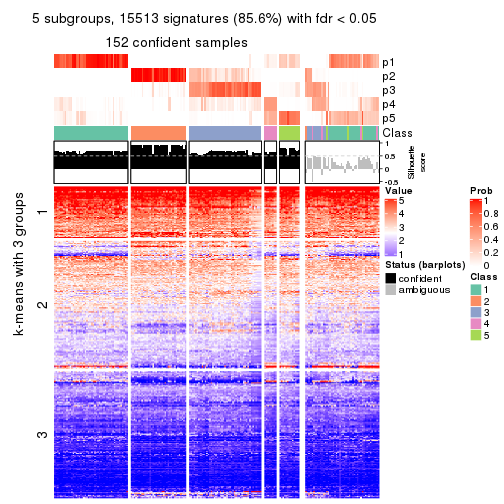 5 subgroups, 15513 signatures (85.6%) with fdr < 0.05
152 confident samples
p1
p2
p3
p4
p5
Class
1
0.5
0
-0.5
Silhouette
score
k-means with 3 groups
1
2
3
Value
5
4
3
2
1
Status (barplots)
confident
ambiguous
Prob
1
0.8
0.6
0.4
0.2
0
Class
1
2
3
4
5